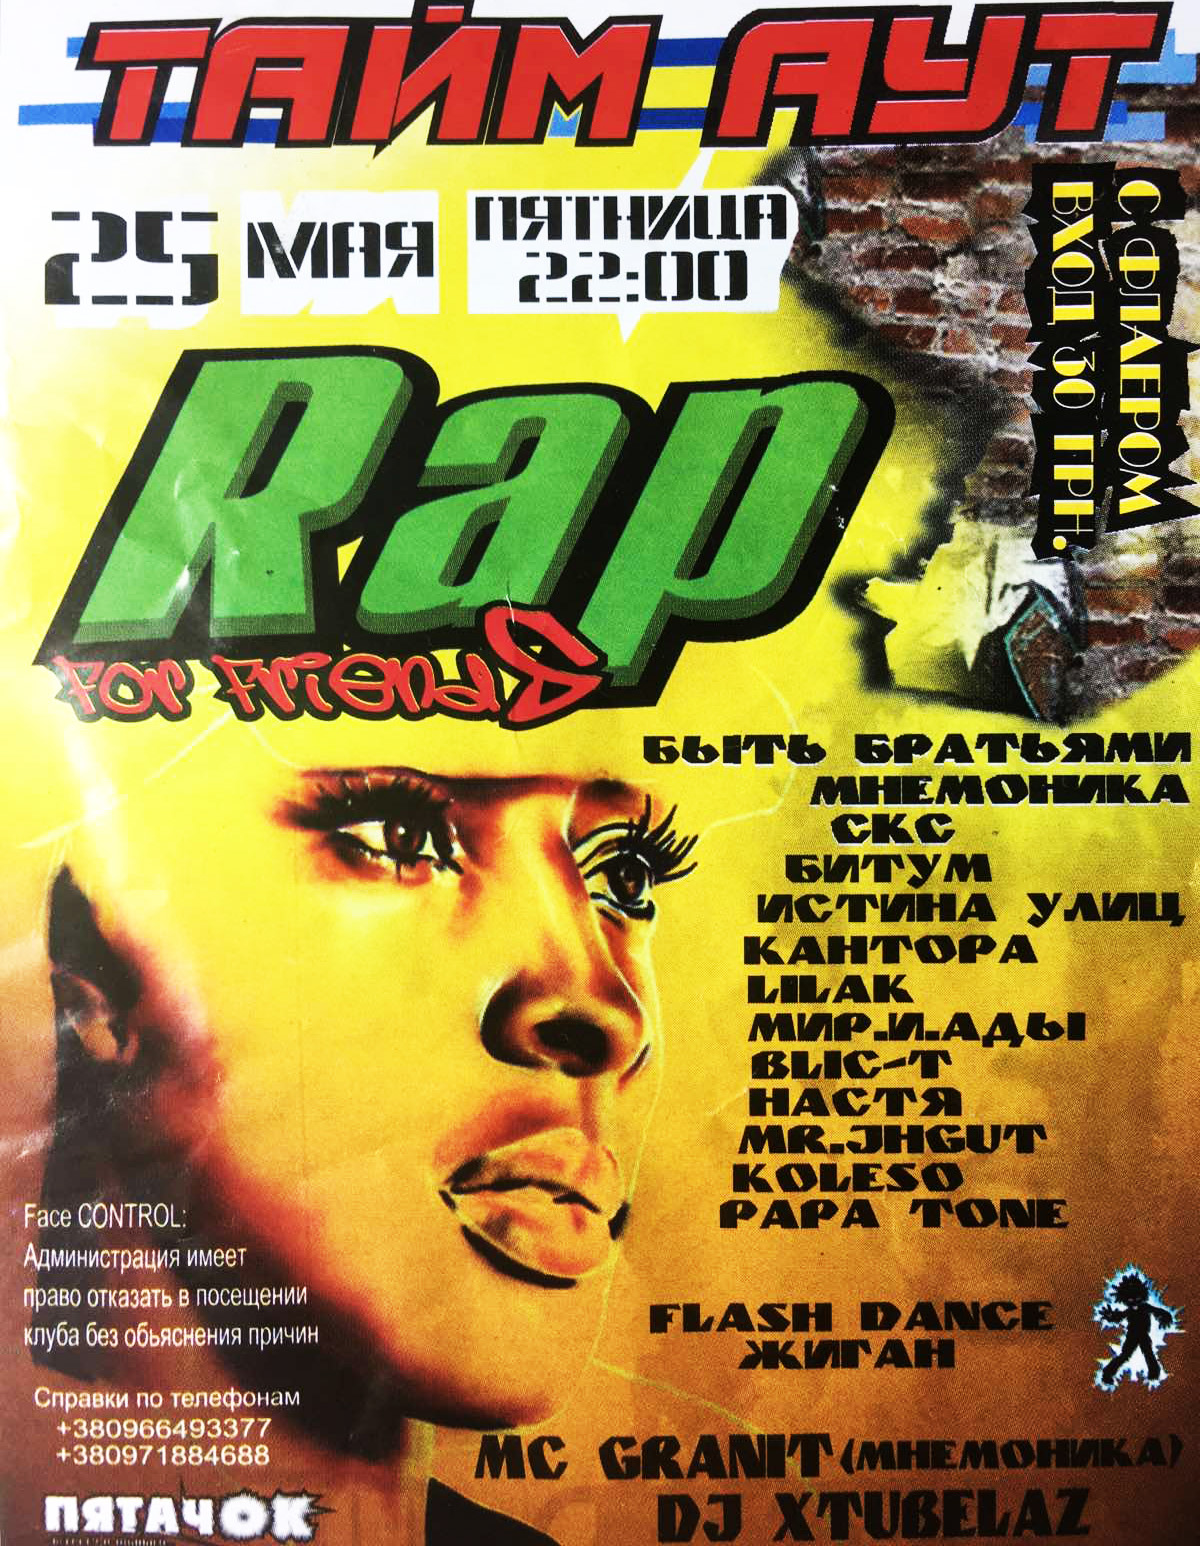 ТАЙМ АУТ
25 МАЯ ПЯТНИЦА
22:00
С ФЛАЕРОМ
ВХОД 30 ГРН.
Rap
For Friends
БЫТЬ БРАТЬЯМИ
МНЕМОНИКА
СКС
БИТУМ
ИСТИНА УЛИЦ
КАНТОРА
LILAK
МИР.И.АДЫ
BLIC-T
НАСТЯ
MR.JHGUT
KOLESO
PAPA TONE
FLASH DANCE
ЖИГАН
MC GRANIT (МНЕМОНИКА)
DJ XTUBELAZ
Face CONTROL:
Администрация имеет
право отказать в посещении
клуба без обьяснения причин
Справки по телефонам
+380966493377
+380971884688
ПЯТАЧОК